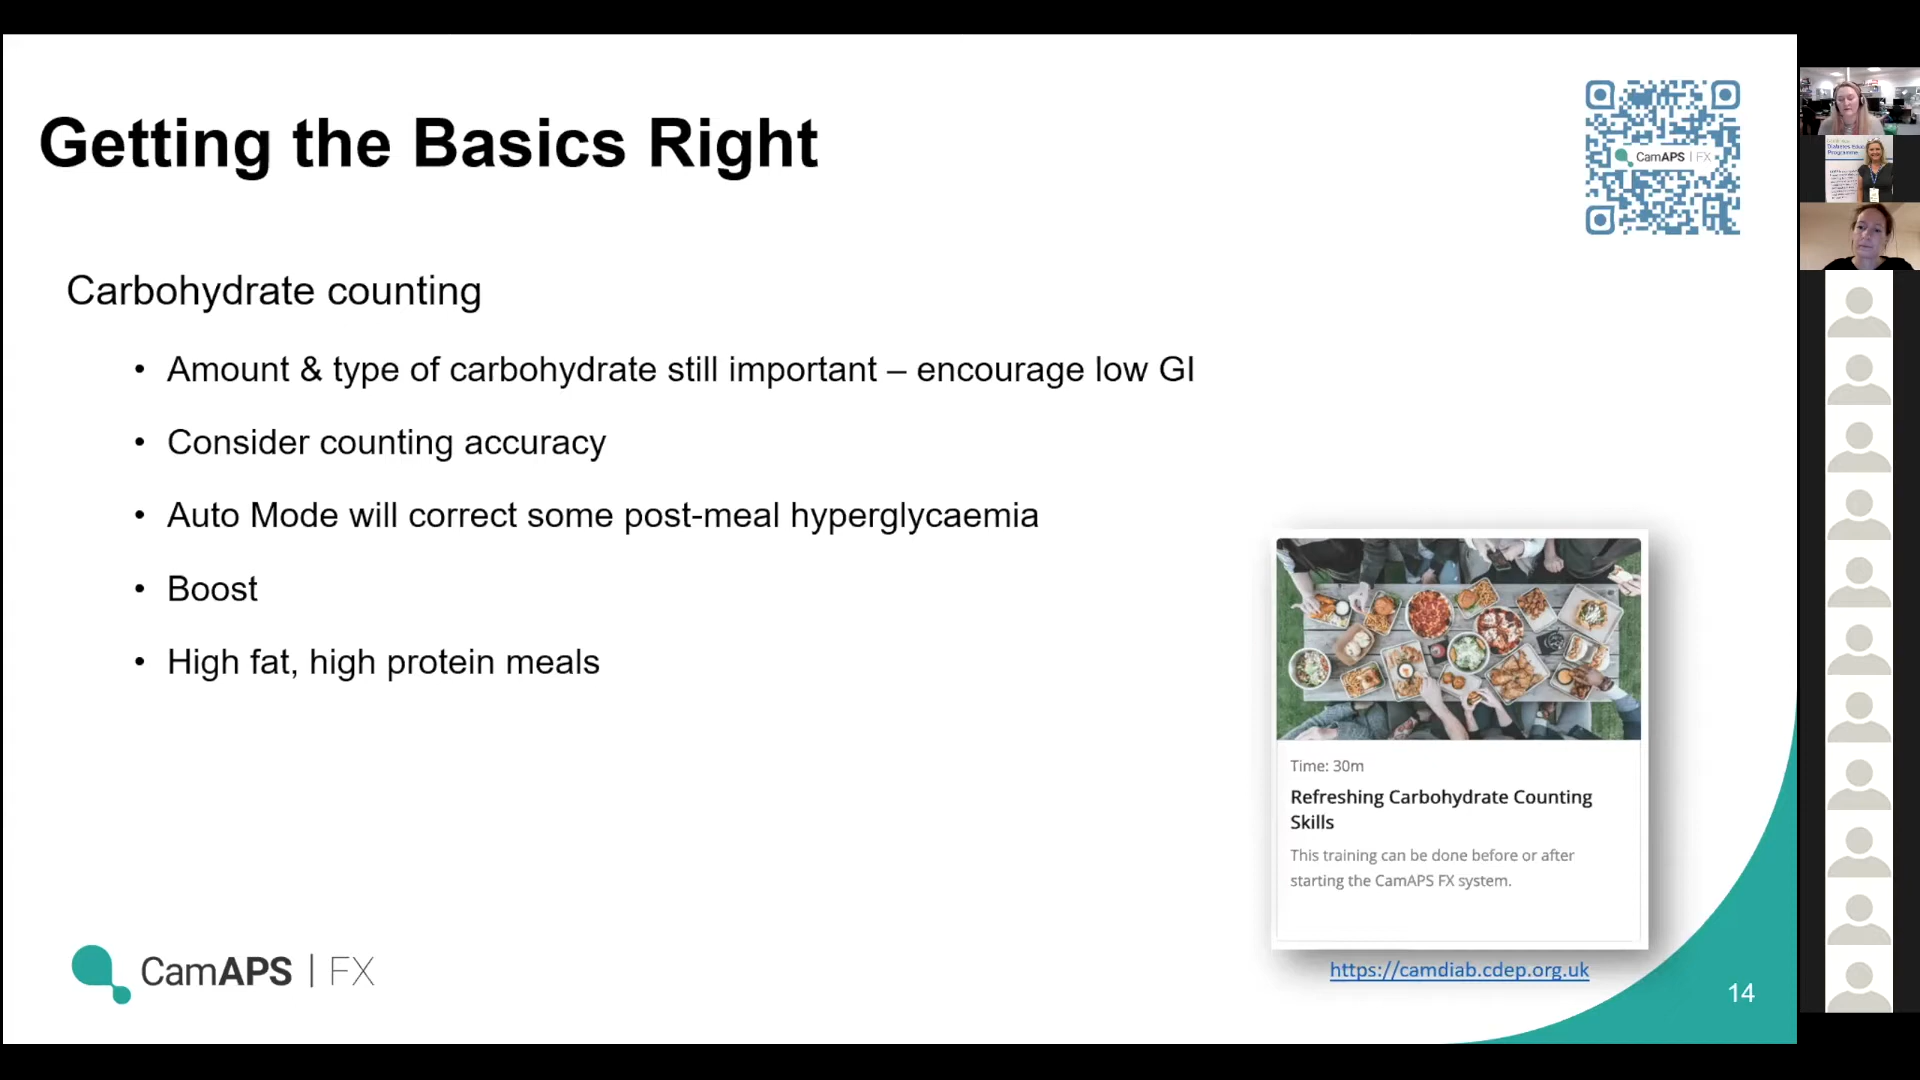 Getting the Basics Right
CamAPS | FX
Carbohydrate counting
• Amount & type of carbohydrate still important – encourage low GI
• Consider counting accuracy
• Auto Mode will correct some post-meal hyperglycaemia
• Boost
• High fat, high protein meals
Time: 30m
Refreshing Carbohydrate Counting
Skills
This training can be done before or after
starting the CamAPS FX system.
https://camdiab.cdep.org.uk
CamAPS | FX
14